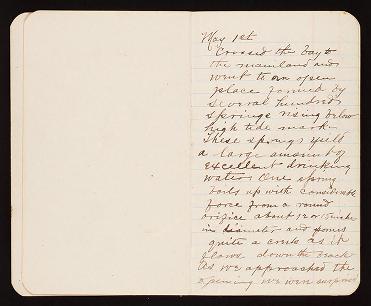 May 1st
Crossed the bay to
the mainland and
went to an open
place formed by
several hundred
springs rising below
high tide mark.
These springs yield
a large amount of
excellent drinking
water. One spring
boils up with considerable
force from a round
orifice about 12 or 15 inches
in diameter and forms
quite a creek as it
flows down the beach
As we approached the
opening we were surprised